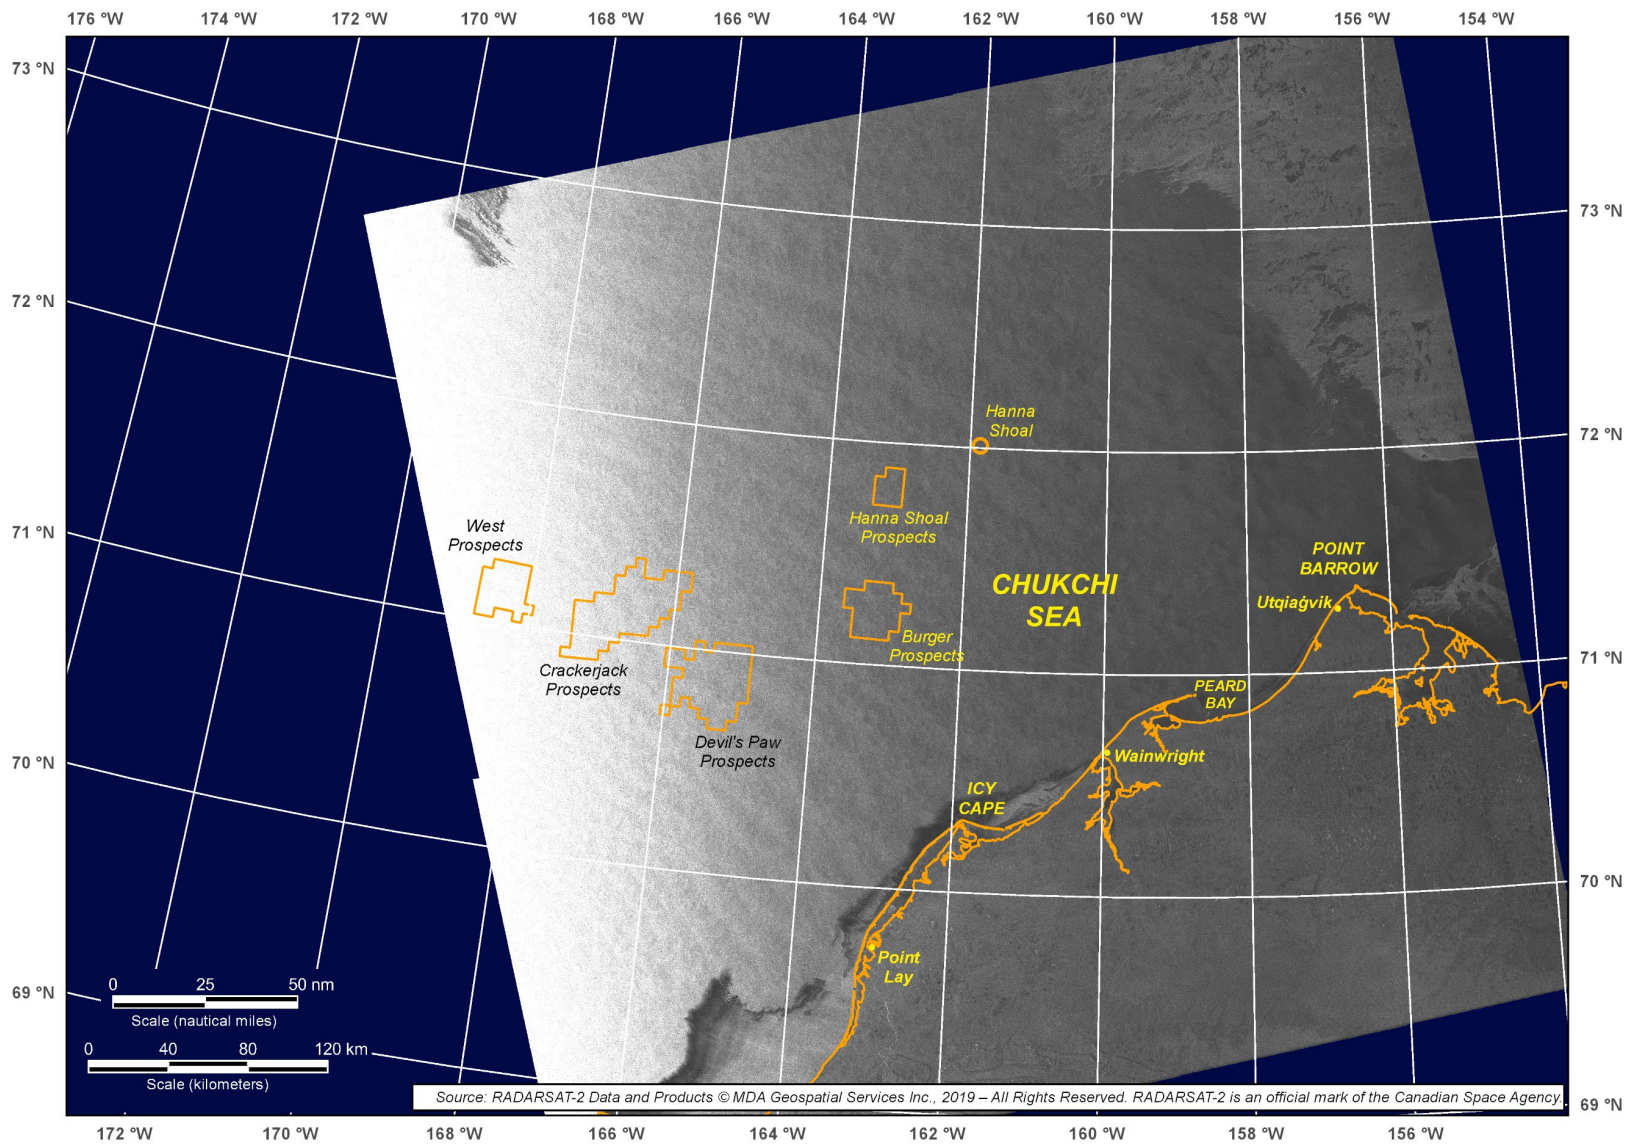 176 °W 174 °W 172 °W 170 °W 168 °W 166 °W 164 °W 162 °W 160 °W 158 °W 156 °W 154 °W
73 °N
73 °N
72 °N
Hanna
Shoal
72 °N
West
Prospects
71 °N
Hanna Shoal
Prospects
POINT
BARROW
CHUKCHI
SEA
Utqiaġvik
Burger
Prospects
71 °N
Crackerjack
Prospects
PEARD
BAY
Devil's Paw
Prospects
70 °N
Wainwright
ICY
CAPE
70 °N
Point
Lay
69 °N
0 25 50 nm
Scale (nautical miles)
0 40 80 120 km
Scale (kilometers)
Source: RADARSAT-2 Data and Products © MDA Geospatial Services Inc., 2019 – All Rights Reserved. RADARSAT-2 is an official mark of the Canadian Space Agency.
69 °N
172 °W 170 °W 168 °W 166 °W 164 °W 162 °W 160 °W 158 °W 156 °W